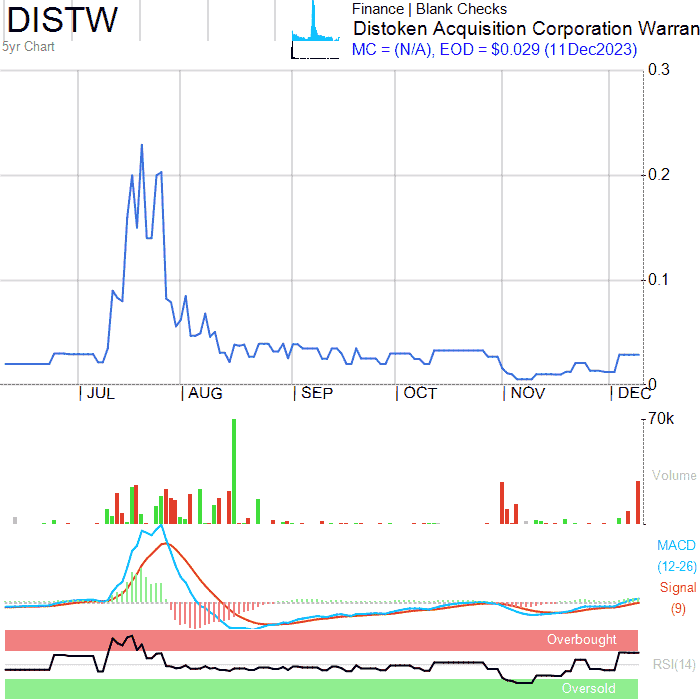 DISTW
5yr Chart
Finance | Blank Checks
Distoken Acquisition Corporation Warran
MC = (N/A), EOD = $0.029 (11Dec2023)
0.3
0.2
0.1
0
| JUL | AUG | SEP | OCT | NOV | DEC
70k
Volume
MACD
(12-26)
Signal
(9)
Overbought
RSI(14)
Oversold